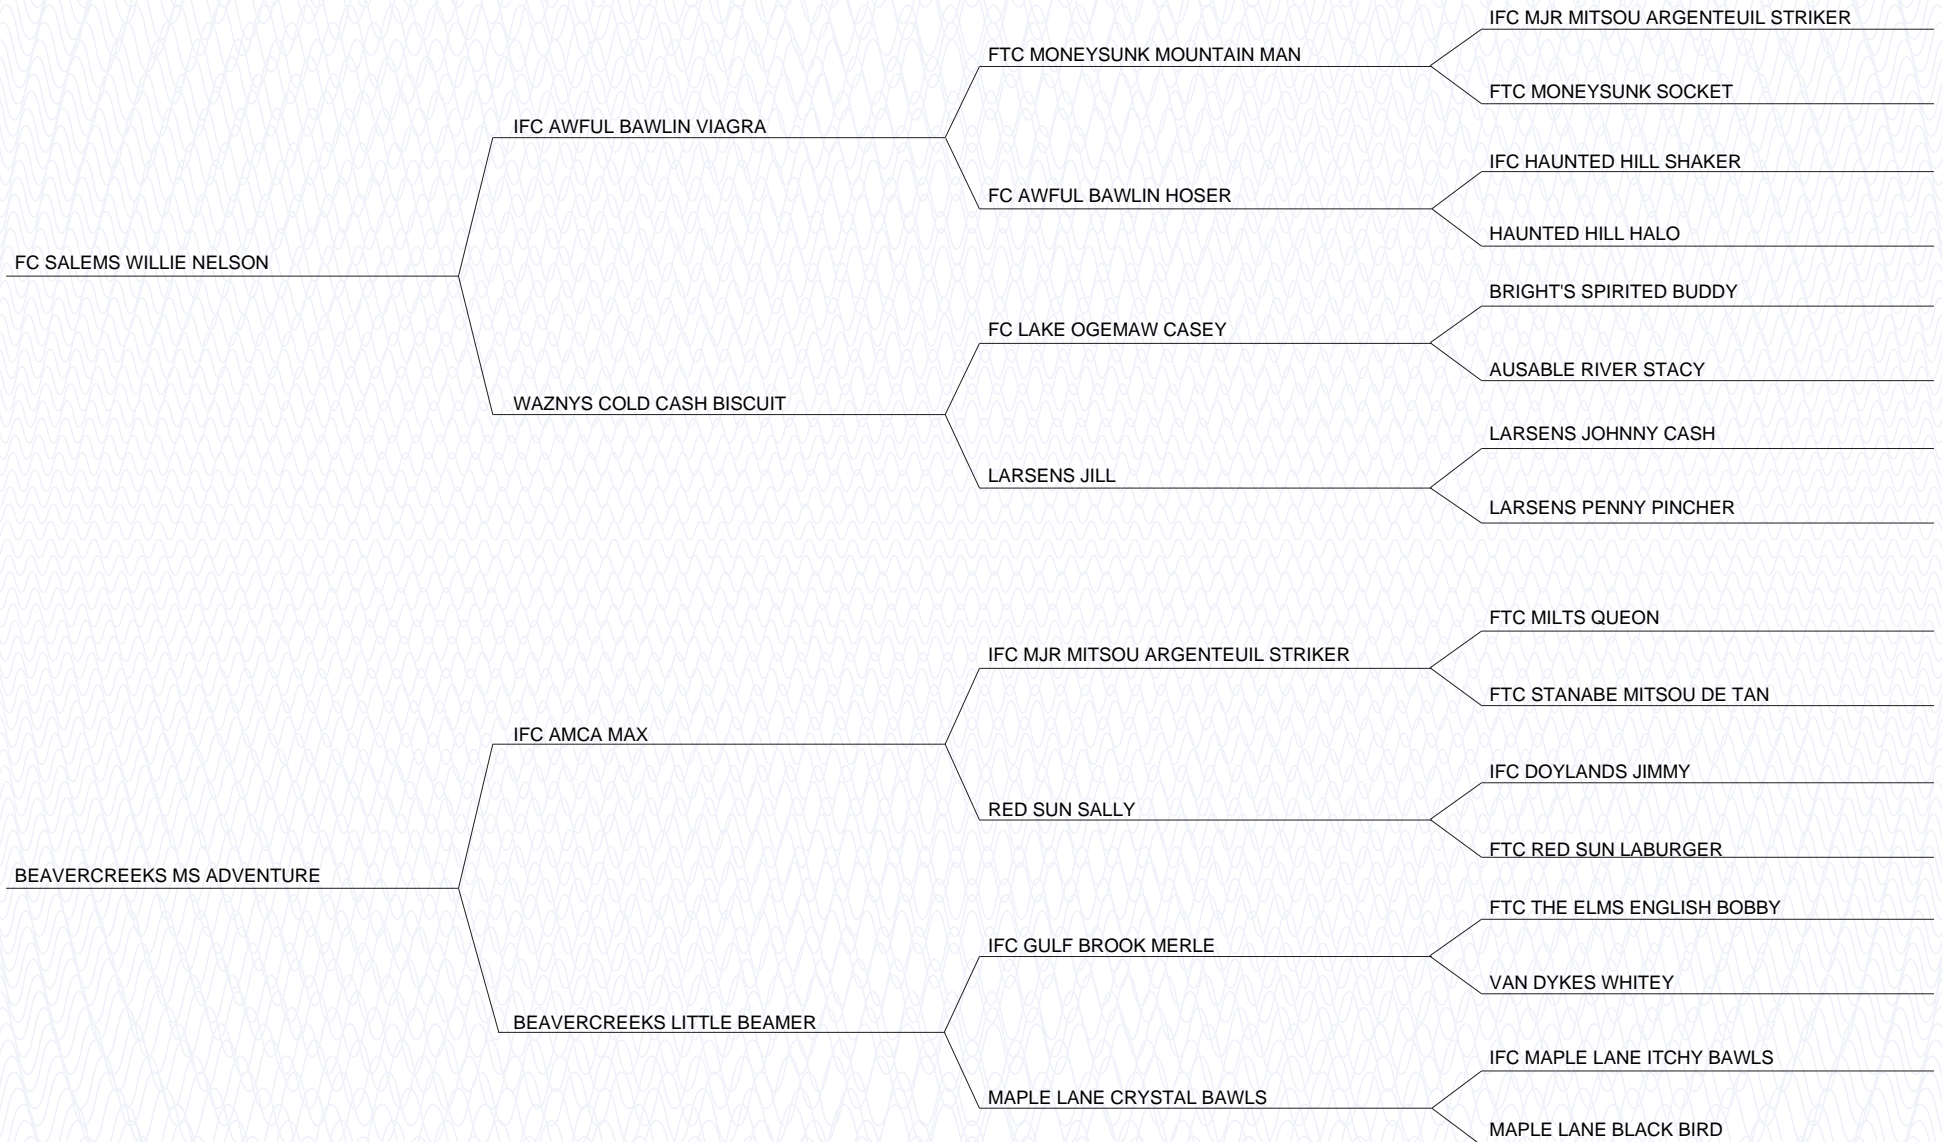 IFC MJR MITSOU ARGENTEUIL STRIKER
FTC MONEYSUNK MOUNTAIN MAN
FTC MONEYSUNK SOCKET
IFC AWFUL BAWLIN VIAGRA
IFC HAUNTED HILL SHAKER
FC AWFUL BAWLIN HOSER
HAUNTED HILL HALO
FC SALEMS WILLIE NELSON
BRIGHT'S SPIRITED BUDDY
FC LAKE OGEMAW CASEY
AUSABLE RIVER STACY
WAZNYS COLD CASH BISCUIT
LARSENS JOHNNY CASH
LARSENS JILL
LARSENS PENNY PINCHER
FTC MILTS QUEON
IFC MJR MITSOU ARGENTEUIL STRIKER
FTC STANABE MITSOU DE TAN
IFC AMCA MAX
IFC DOYLANDS JIMMY
RED SUN SALLY
FTC RED SUN LABURGER
BEAVERCREEKS MS ADVENTURE
FTC THE ELMS ENGLISH BOBBY
IFC GULF BROOK MERLE
VAN DYKES WHITEY
BEAVERCREEKS LITTLE BEAMER
IFC MAPLE LANE ITCHY BAWLS
MAPLE LANE CRYSTAL BAWLS
MAPLE LANE BLACK BIRD